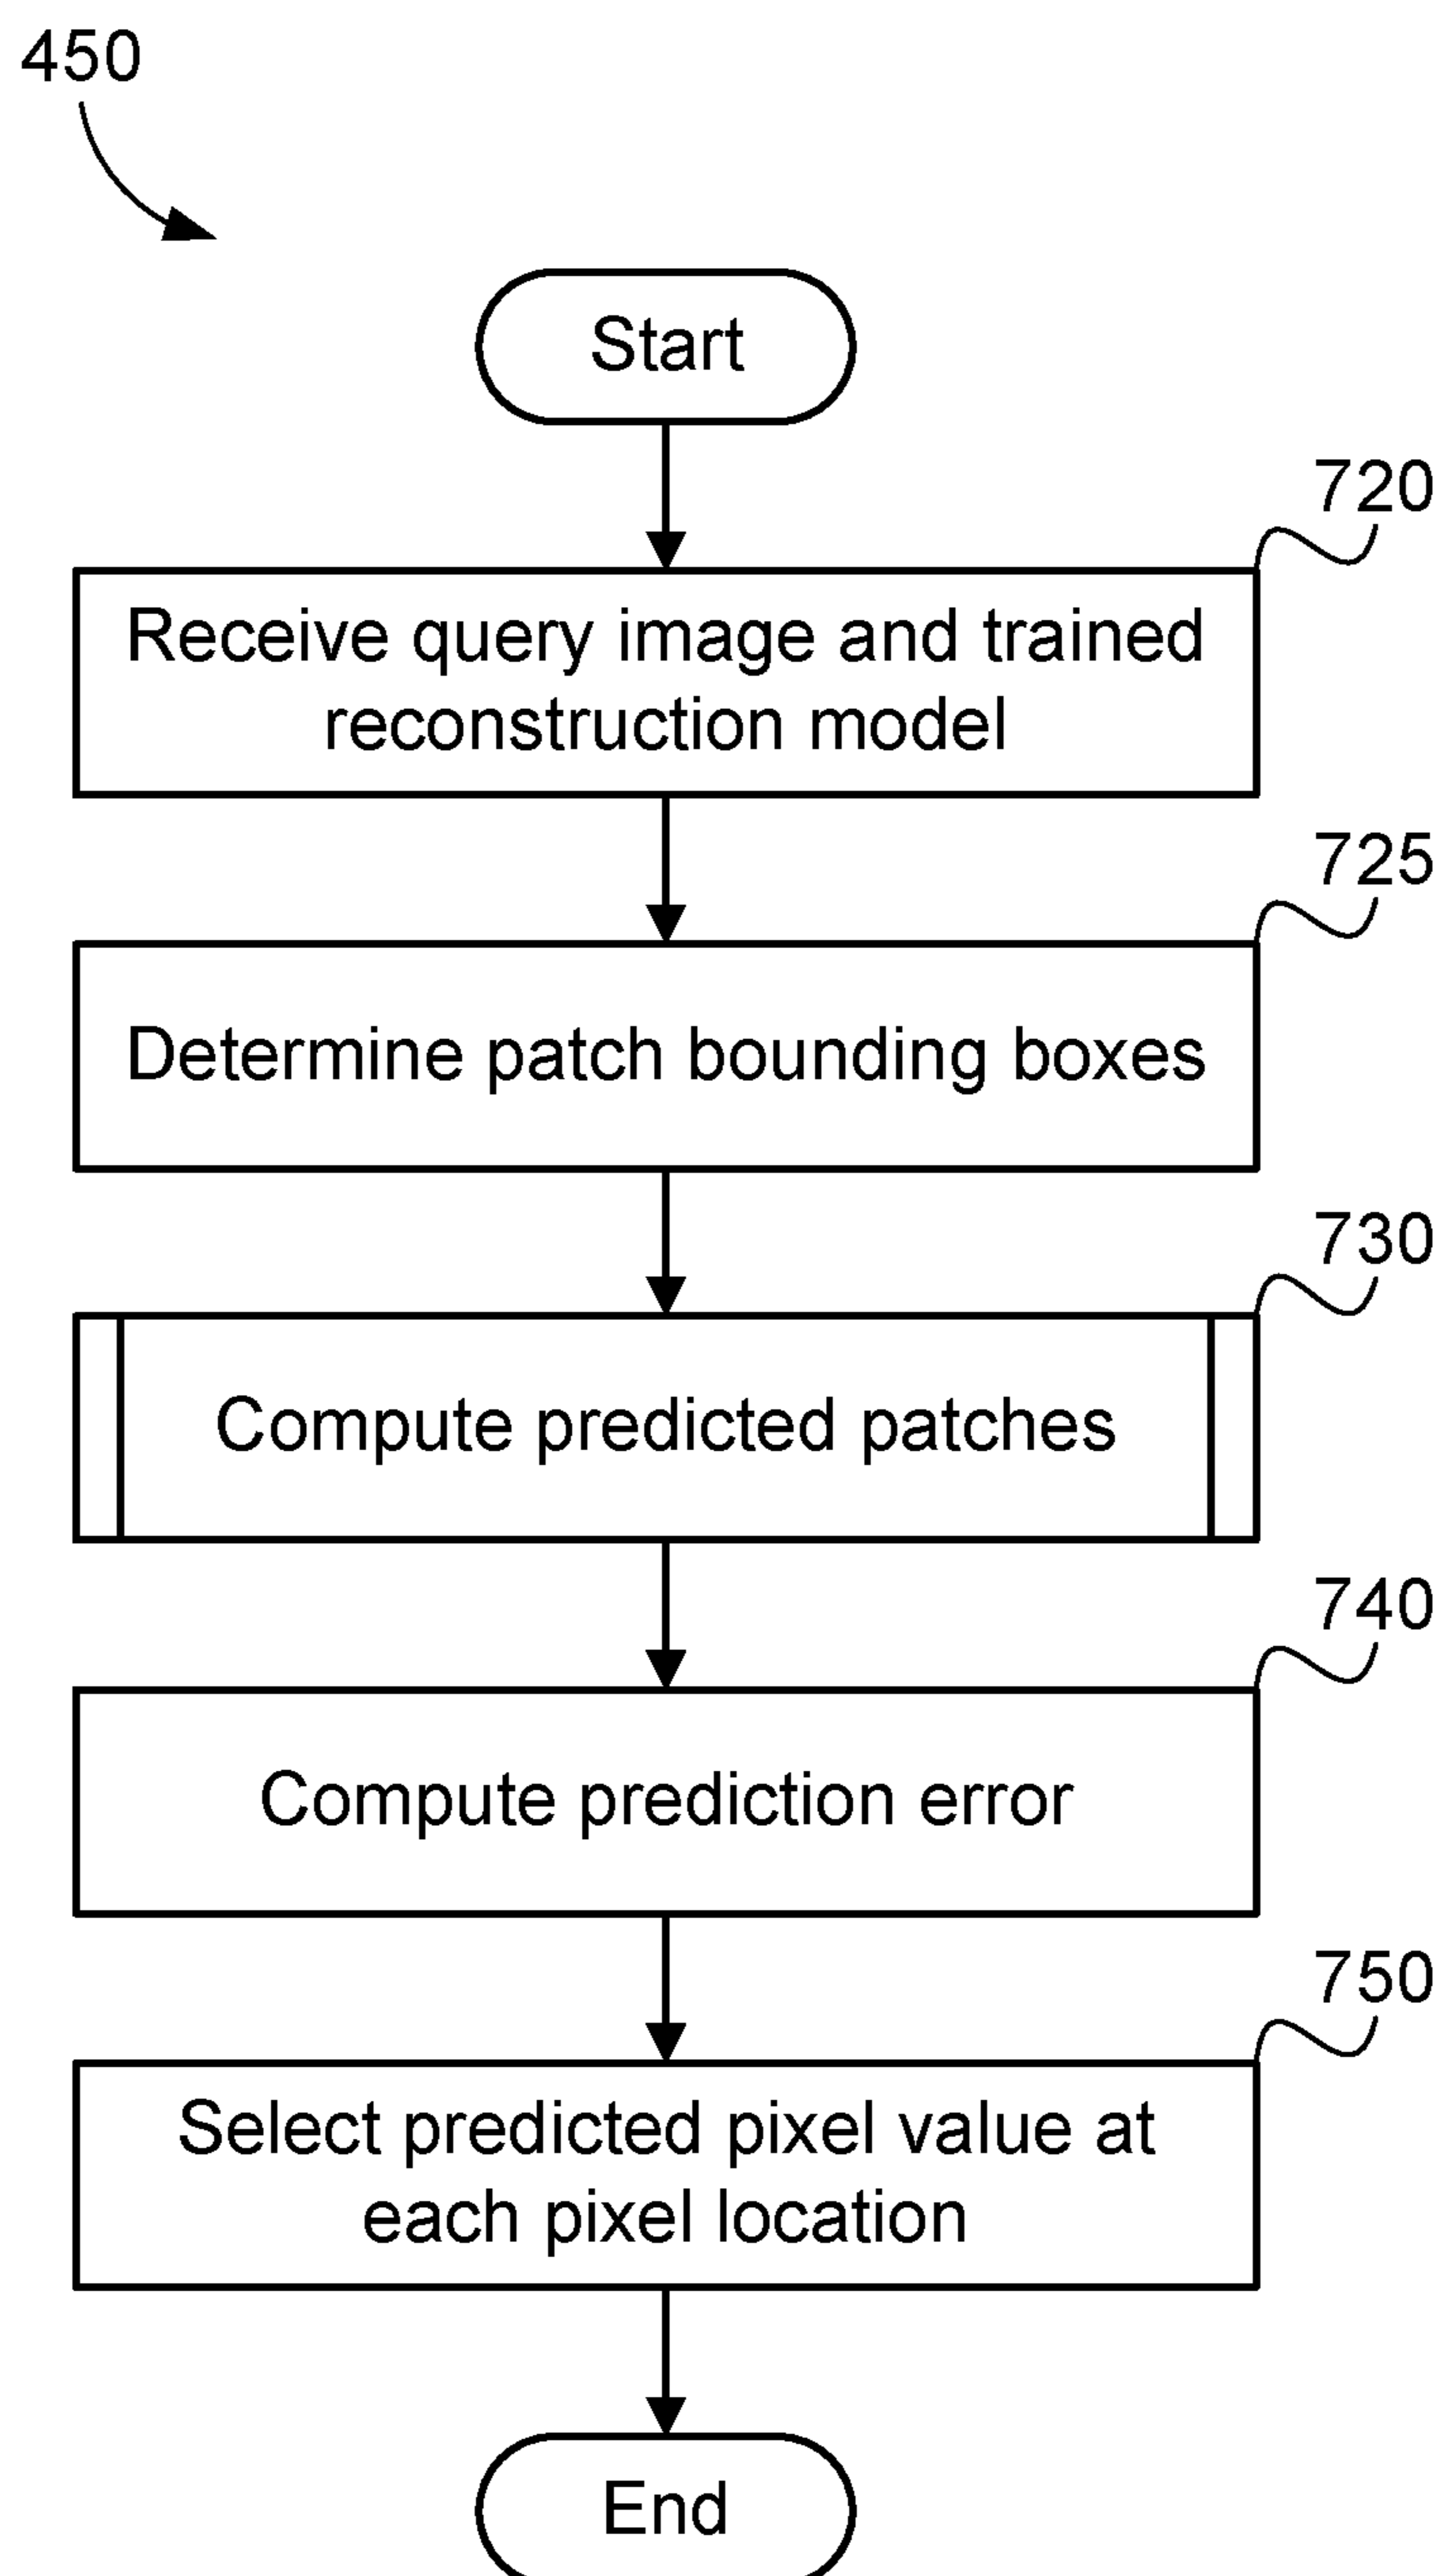 450
Start
720
Receive query image and trained
reconstruction model
725
Determine patch bounding boxes
730
Compute predicted patches
740
Compute prediction error
750
Select predicted pixel value at
each pixel location
End